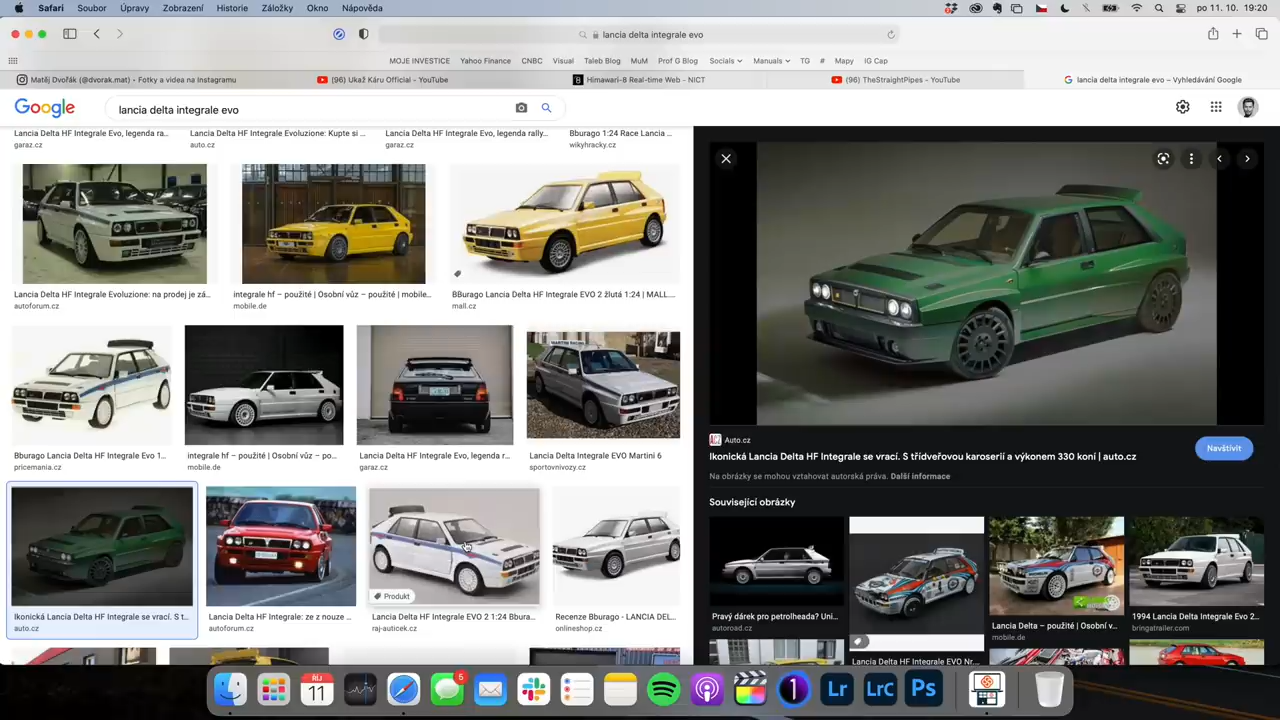 Safari Soubor Úpravy Zobrazení Historie Záložky Okno Nápověda po 11. 10. 19:20
lancia delta integrale evo
MOJE INVESTICE Yahoo Finance CNBC Visual Taleb Blog MuM Prof G Blog Socials Manuals TG # Mapy IG Cap
Matěj Dvořák (@dvorak.mat) • Fotky a videa na Instagramu
(96) Ukaž Káru Official - YouTube
Himawari-8 Real-time Web - NICT
(96) TheStraightPipes - YouTube
lancia delta integrale evo – Vyhledávání Google
Google
lancia delta integrale evo
Lancia Delta HF Integrale Evo, legenda ra...
garaz.cz
Lancia Delta HF Integrale Evoluzione: Kupte si ...
auto.cz
Lancia Delta HF Integrale Evo, legenda rally...
garaz.cz
Bburago 1:24 Race Lancia ...
wikyhracky.cz
Lancia Delta HF Integrale Evoluzione: na prodej je zá...
autoforum.cz
integrale hf – použité | Osobní vůz – použité | mobile...
mobile.de
BBurago Lancia Delta HF Integrale EVO 2 žlutá 1:24 | MALL....
mall.cz
Bburago Lancia Delta HF Integrale Evo 1...
pricemania.cz
integrale hf – použité | Osobní vůz – po...
mobile.de
Lancia Delta HF Integrale Evo, legenda r...
garaz.cz
MARTINI RACING
Lancia Delta Integrale EVO Martini 6
sportovnivozy.cz
Ikonická Lancia Delta HF Integrale se vrací. S t...
auto.cz
Lancia Delta HF Integrale: ze z nouze ...
autoforum.cz
Produkt
Lancia Delta HF Integrale EVO 2 1:24 Bbura...
raj-auticek.cz
Recenze Bburago - LANCIA DEL...
onlineshop.cz
Auto.cz
Ikonická Lancia Delta HF Integrale se vrací. S třídveřovou karoserií a výkonem 330 koní | auto.cz
Navštívit
Na obrázky se mohou vztahovat autorská práva. Další informace
Související obrázky
Pravý dárek pro petrolheada? Uni...
autoroad.cz
Lancia Delta HF Integrale EVO Nr.
Lancia Delta – použité | Osobní v...
mobile.de
1994 Lancia Delta Integrale Evo 2...
bringatrailer.com
ŘÍJ
11
6
1
Lr
LrC
Ps